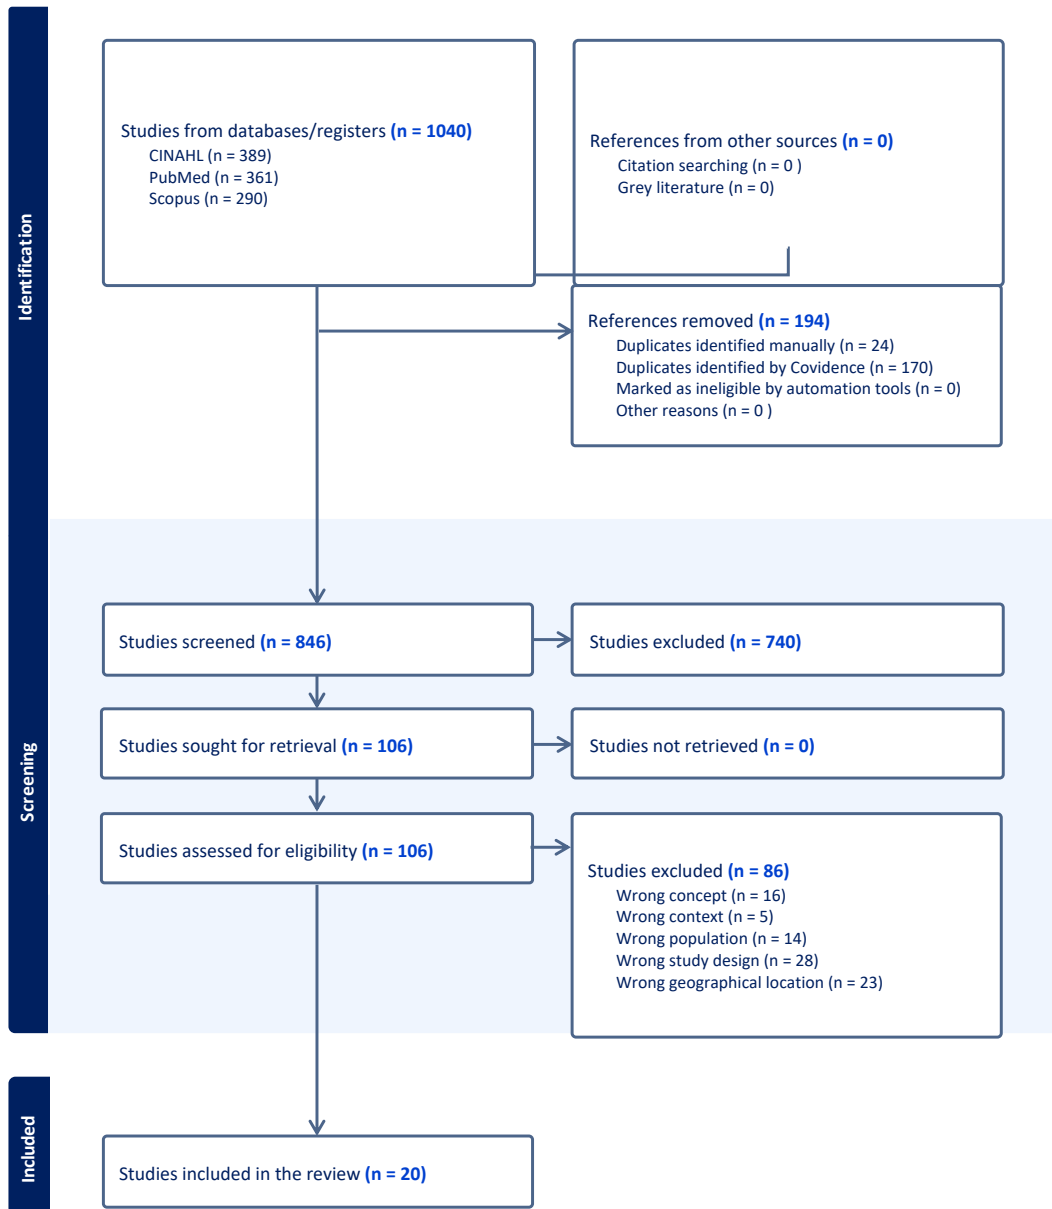 Identification
Studies from databases/registers (n = 1040)
CINAHL (n = 389)
PubMed (n = 361)
Scopus (n = 290)
References from other sources (n = 0)
Citation searching (n = 0 )
Grey literature (n = 0)
References removed (n = 194)
Duplicates identified manually (n = 24)
Duplicates identified by Covidence (n = 170)
Marked as ineligible by automation tools (n = 0)
Other reasons (n = 0 )
Screening
Studies screened (n = 846)
Studies excluded (n = 740)
Studies sought for retrieval (n = 106)
Studies not retrieved (n = 0)
Studies assessed for eligibility (n = 106)
Studies excluded (n = 86)
Wrong concept (n = 16)
Wrong context (n = 5)
Wrong population (n = 14)
Wrong study design (n = 28)
Wrong geographical location (n = 23)
Included
Studies included in the review (n = 20)